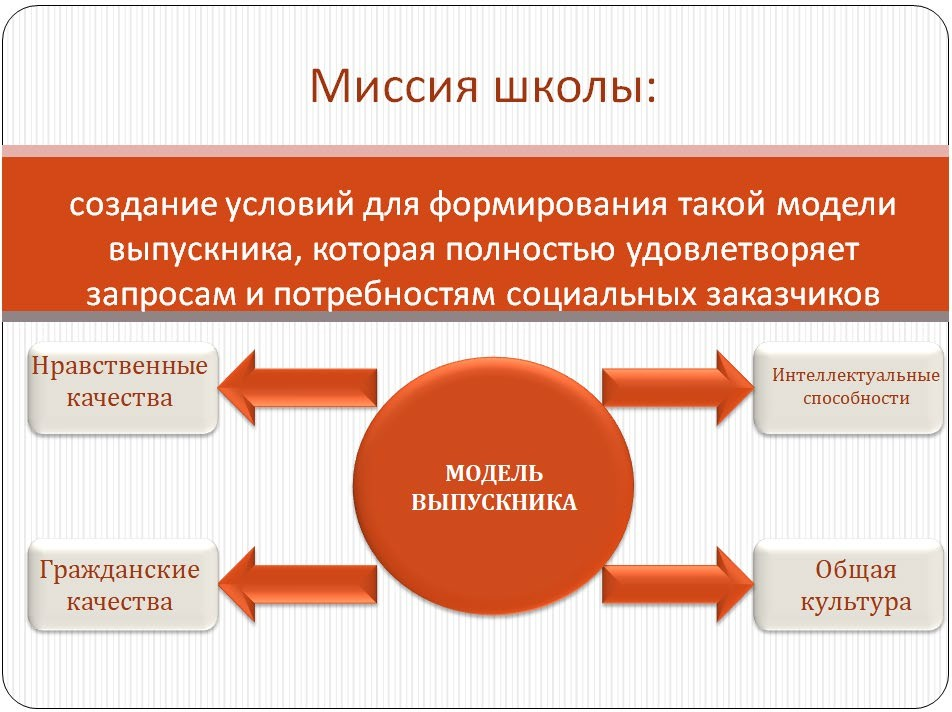 Миссия школы:
создание условий для формирования такой модели
выпускника, которая полностью удовлетворяет
запросам и потребностям социальных заказчиков
Нравственные
качества
Интеллектуальные
способности
МОДЕЛЬ
ВЫПУСКНИКА
Гражданские
качества
Общая
культура